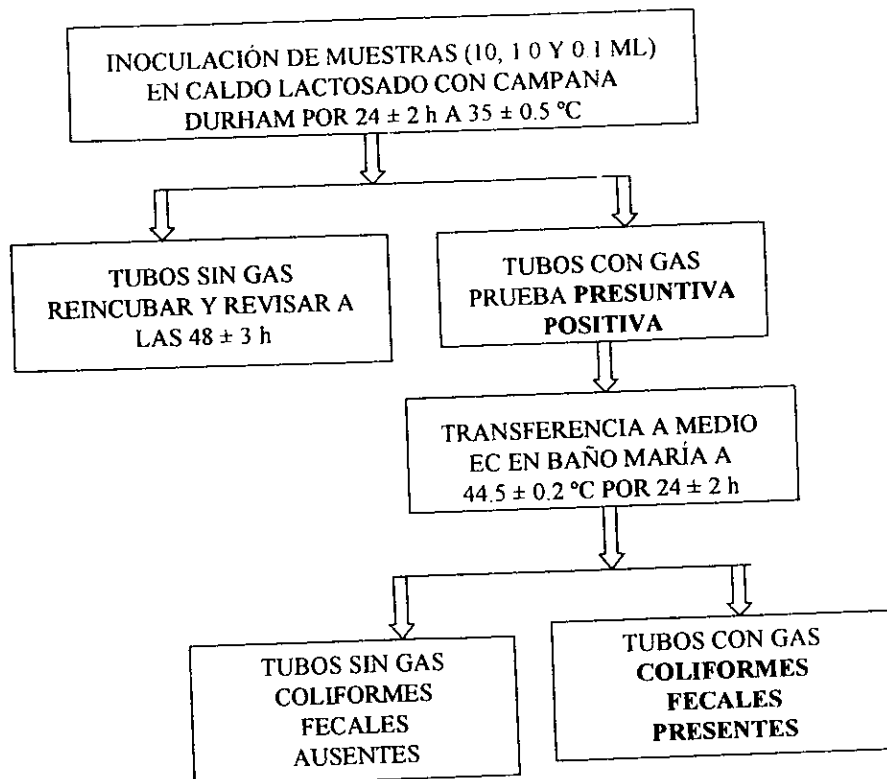 INOCULACIÓN DE MUESTRAS (10, 1 0 Y 0 1 ML)
EN CALDO LACTOSADO CON CAMPANA
DURHAM POR 24 ± 2 h A 35 ± 0.5 ºC
TUBOS SIN GAS
REINCUBAR Y REVISAR A
LAS 48 ± 3 h
TUBOS CON GAS
PRUEBA PRESUNTIVA
POSITIVA
TRANSFERENCIA A MEDIO
EC EN BAÑO MARÍA A
44.5 ± 0.2 ºC POR 24 ± 2 h
TUBOS SIN GAS
COLIFORMES
FECALES
AUSENTES
TUBOS CON GAS
COLIFORMES
FECALES
PRESENTES